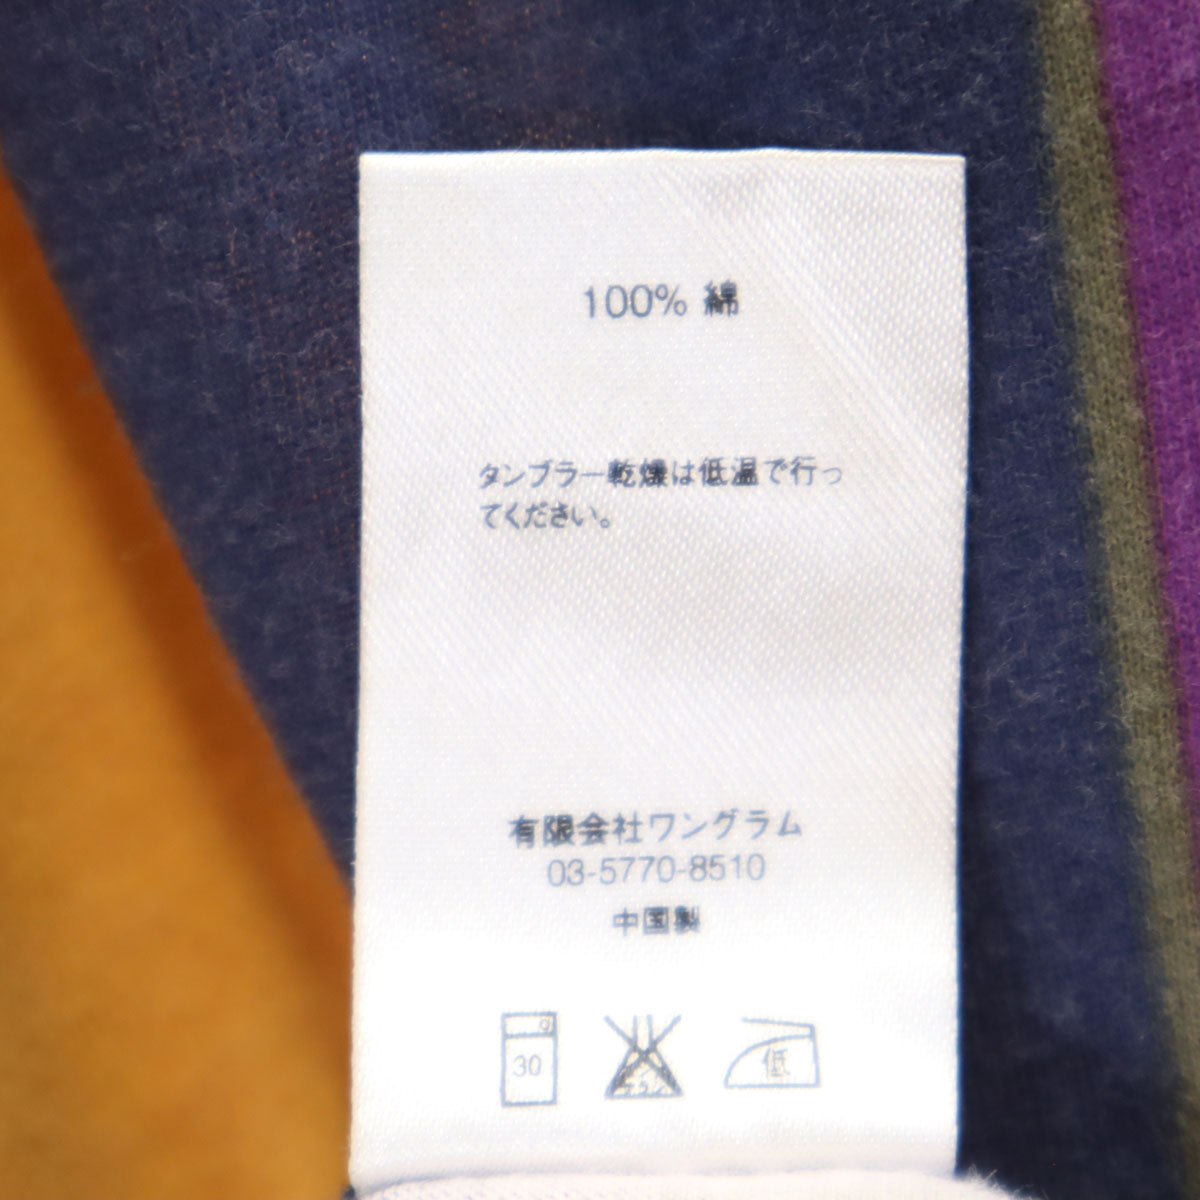 100% 綿
タンブラー乾燥は低温で行っ
てください。
有限会社ワングラム
03-5770-8510
中国製
30
低